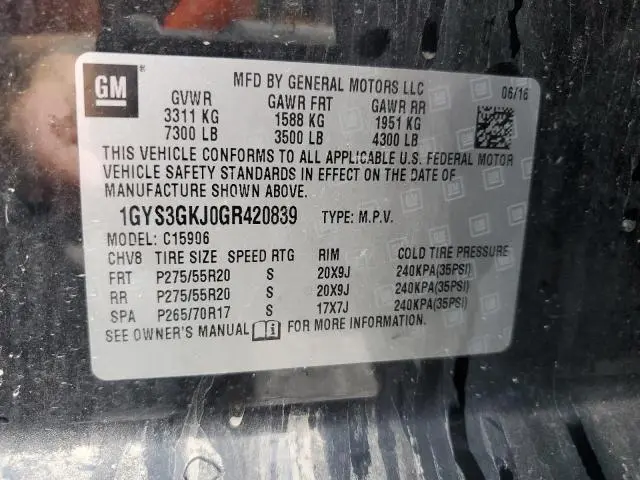 GM
MFD BY GENERAL MOTORS LLC 06/16
GVWR GAWR FRT GAWR RR
3311 KG 1588 KG 1951 KG
7300 LB 3500 LB 4300 LB
THIS VEHICLE CONFORMS TO ALL APPLICABLE U.S. FEDERAL MOTOR
VEHICLE SAFETY STANDARDS IN EFFECT ON THE DATE OF
MANUFACTURE SHOWN ABOVE.
1GYS3GKJ0GR420839 TYPE: M.P.V.
MODEL: C15906
CHV8 TIRE SIZE SPEED RTG RIM COLD TIRE PRESSURE
FRT P275/55R20 S 20X9J 240KPA(35PSI)
RR P275/55R20 S 20X9J 240KPA(35PSI)
SPA P265/70R17 S 17X7J 240KPA(35PSI)
SEE OWNER'S MANUAL FOR MORE INFORMATION.